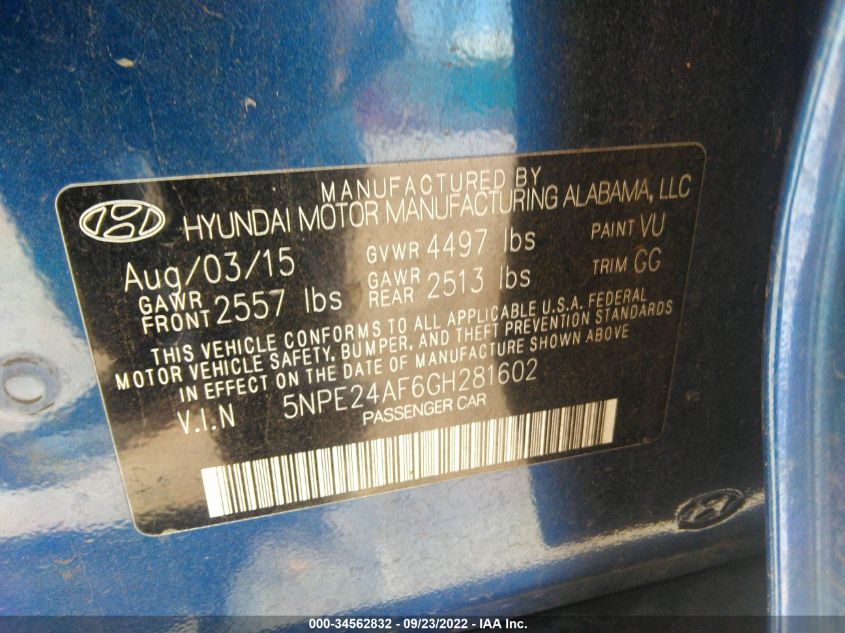 MANUFACTURED BY
HYUNDAI MOTOR MANUFACTURING ALABAMA, LLC
Aug/03/15 GVWR 4497 lbs PAINT VU
GAWR FRONT 2557 lbs GAWR REAR 2513 lbs TRIM GG
THIS VEHICLE CONFORMS TO ALL APPLICABLE U.S.A. FEDERAL
MOTOR VEHICLE SAFETY, BUMPER, AND THEFT PREVENTION STANDARDS
IN EFFECT ON THE DATE OF MANUFACTURE SHOWN ABOVE
V.I.N 5NPE24AF6GH281602
PASSENGER CAR
000-34562832 - 09/23/2022 - IAA Inc.